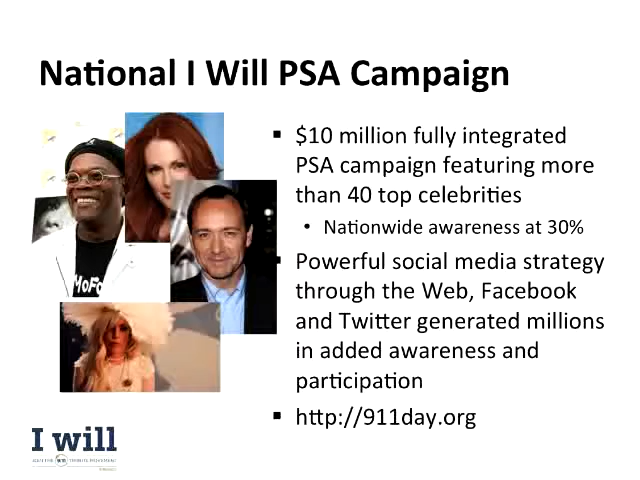 National I Will PSA Campaign
▪ $10 million fully integrated
PSA campaign featuring more
than 40 top celebrities
• Nationwide awareness at 30%
▪ Powerful social media strategy
through the Web, Facebook
and Twitter generated millions
in added awareness and
participation
▪ http://911day.org
MoFo
I will